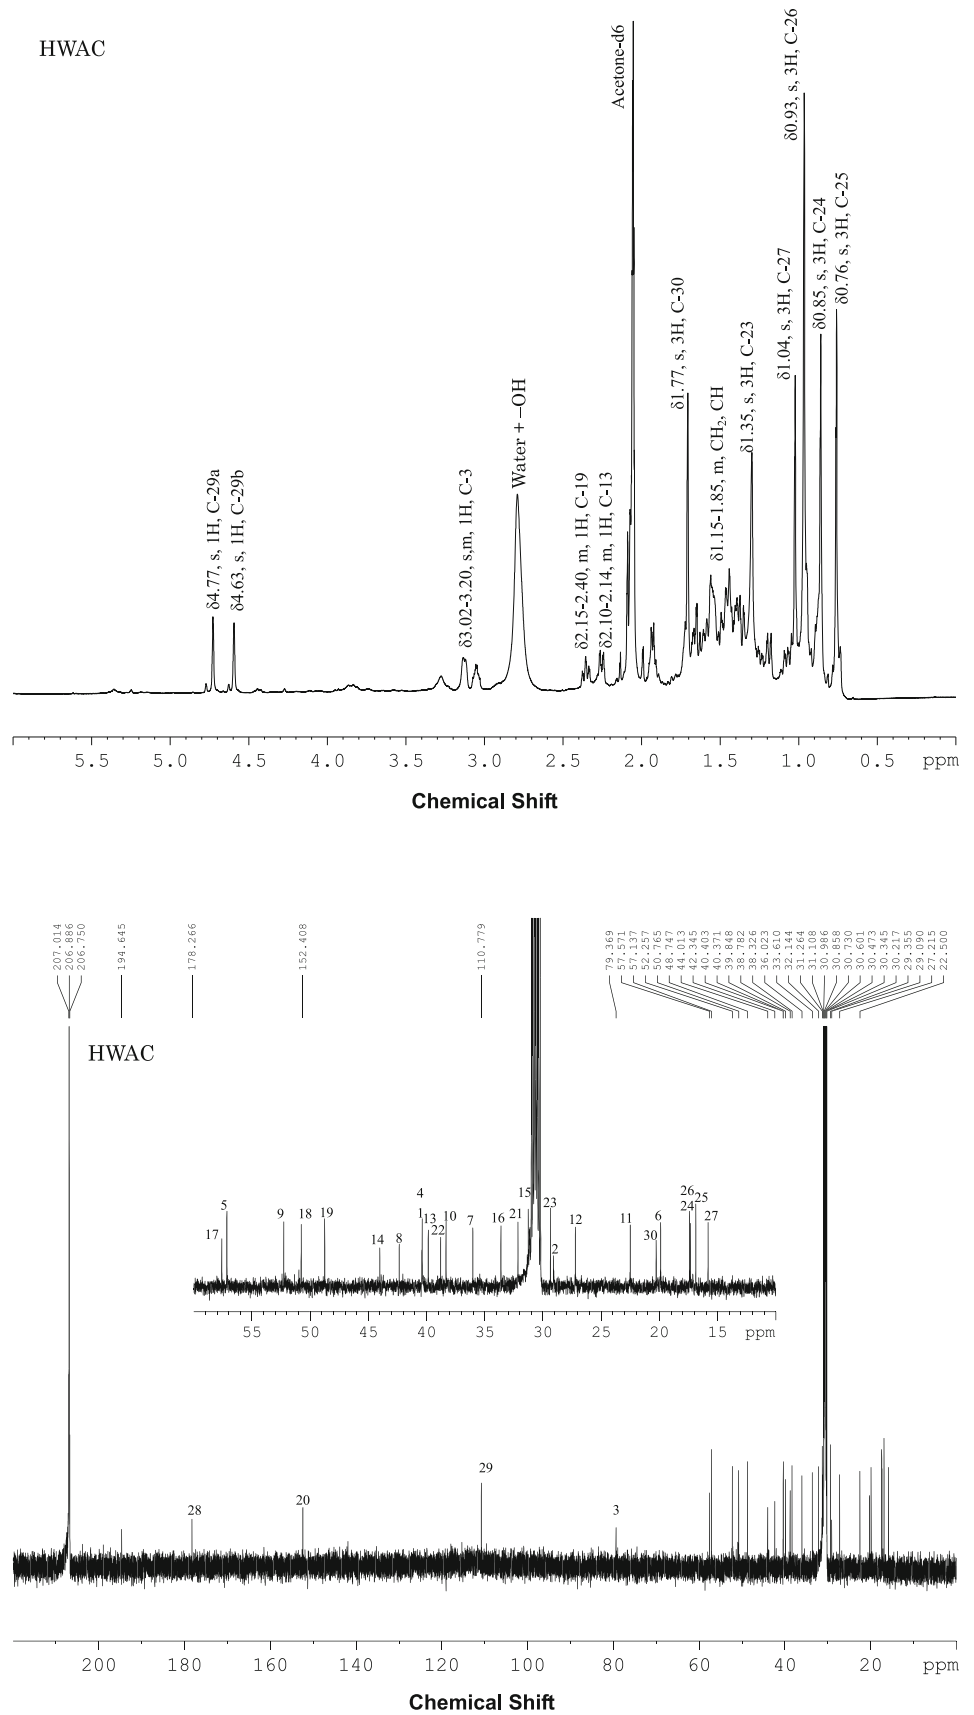 HWAC
Acetone-d6
δ0.93, s, 3H, C-26
δ0.85, s, 3H, C-24
δ0.76, s, 3H, C-25
δ1.04, s, 3H, C-27
δ1.77, s, 3H, C-30
δ1.15-1.85, m, CH₂, CH
δ1.35, s, 3H, C-23
Water + –OH
δ2.15-2.40, m, 1H, C-19
δ2.10-2.14, m, 1H, C-13
δ3.02-3.20, s,m, 1H, C-3
δ4.77, s, 1H, C-29a
δ4.63, s, 1H, C-29b
5.5 5.0 4.5 4.0 3.5 3.0 2.5 2.0 1.5 1.0 0.5 ppm
Chemical Shift
207.014
206.886
206.750
194.645
178.266
152.408
110.779
79.369
57.571
57.137
52.257
50.765
48.747
44.013
42.345
40.403
40.371
39.848
38.782
38.326
36.023
33.610
32.144
31.264
31.108
30.986
30.858
30.730
30.601
30.473
30.345
30.217
29.355
29.090
27.215
22.500
HWAC
17 5 9 18 19 14 8 4 1 13 22 10 7 16 21 15 23 2 12 11 30 6 26 24 25 27
55 50 45 40 35 30 25 20 15 ppm
28 20 29 3
200 180 160 140 120 100 80 60 40 20 ppm
Chemical Shift